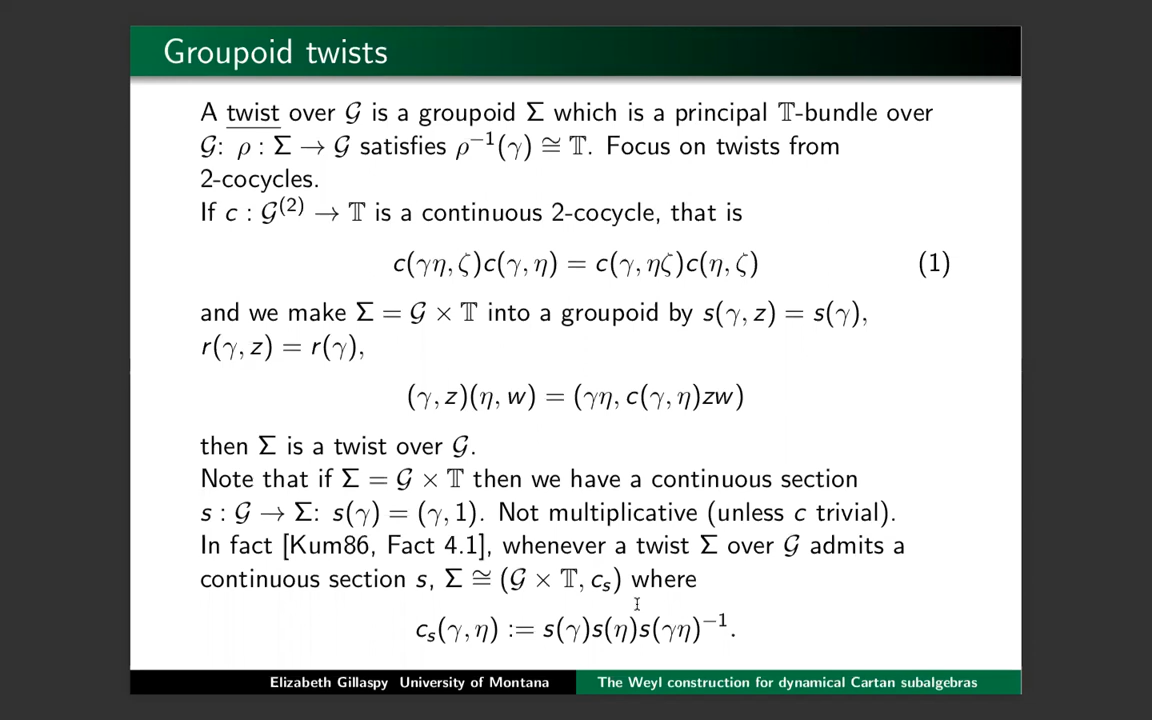 Groupoid twists
A twist over 𝒢 is a groupoid Σ which is a principal 𝕋-bundle over
𝒢: ρ : Σ → 𝒢 satisfies ρ⁻¹(γ) ≅ 𝕋. Focus on twists from
2-cocycles.
If c : 𝒢⁽²⁾ → 𝕋 is a continuous 2-cocycle, that is
c(γη, ζ)c(γ, η) = c(γ, ηζ)c(η, ζ) (1)
and we make Σ = 𝒢 × 𝕋 into a groupoid by s(γ, z) = s(γ),
r(γ, z) = r(γ),
(γ, z)(η, w) = (γη, c(γ, η)zw)
then Σ is a twist over 𝒢.
Note that if Σ = 𝒢 × 𝕋 then we have a continuous section
s : 𝒢 → Σ: s(γ) = (γ, 1). Not multiplicative (unless c trivial).
In fact [Kum86, Fact 4.1], whenever a twist Σ over 𝒢 admits a
continuous section s, Σ ≅ (𝒢 × 𝕋, cₛ) where
cₛ(γ, η) := s(γ)s(η)s(γη)⁻¹.
Elizabeth Gillaspy University of Montana The Weyl construction for dynamical Cartan subalgebras